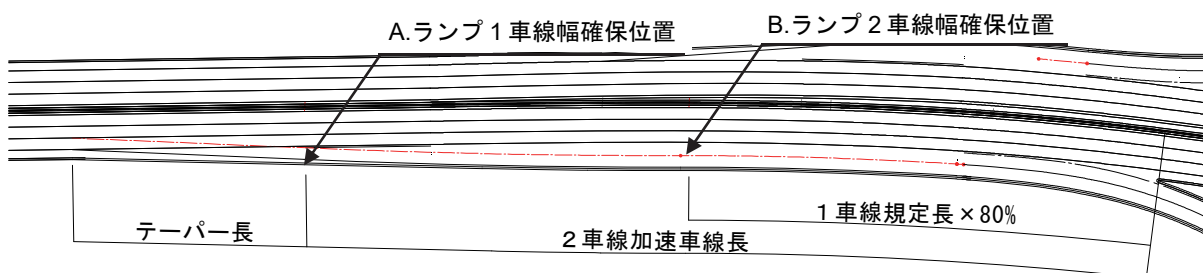 A.ランプ１車線幅確保位置
B.ランプ２車線幅確保位置
１車線規定長×80%
テーパー長
２車線加速車線長